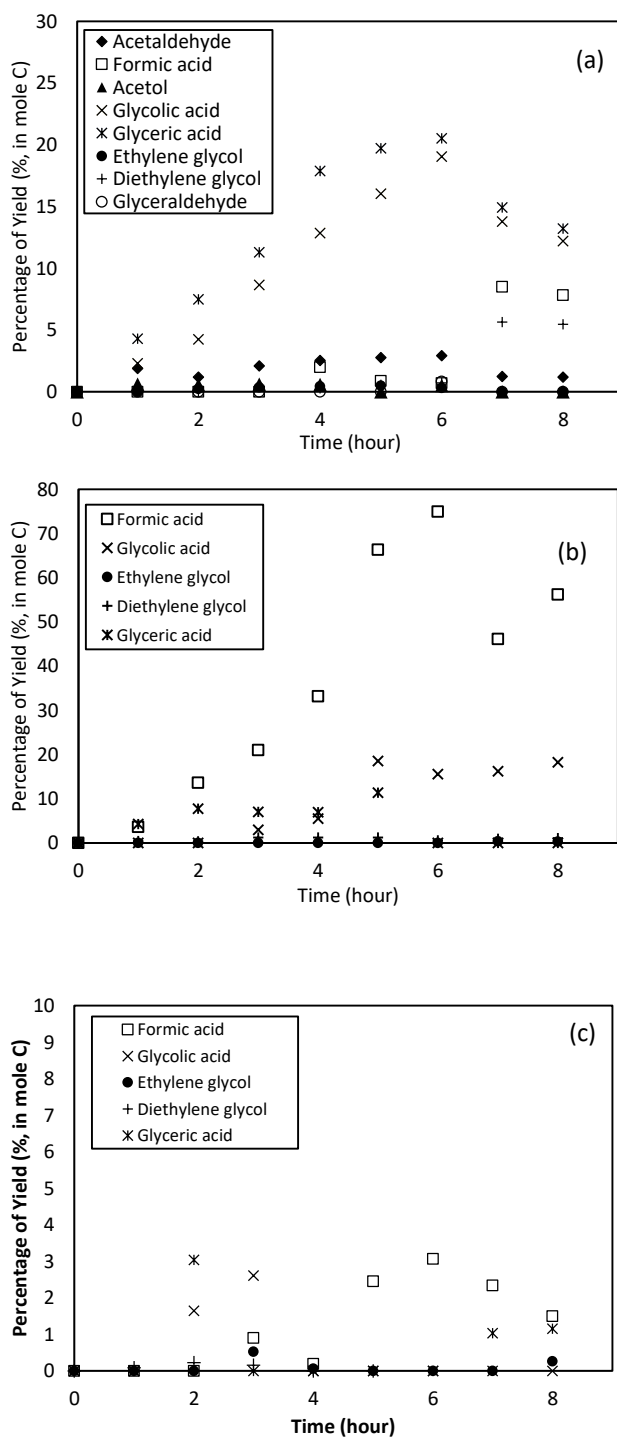 (a)
Acetaldehyde
Formic acid
Acetol
Glycolic acid
Glyceric acid
Ethylene glycol
Diethylene glycol
Glyceraldehyde
Percentage of Yield (%, in mole C)
30
25
20
15
10
5
0
0 2 4 6 8
Time (hour)
(b)
Formic acid
Glycolic acid
Ethylene glycol
Diethylene glycol
Glyceric acid
Percentage of Yield (%, in mole C)
80
70
60
50
40
30
20
10
0
0 2 4 6 8
Time (hour)
(c)
Formic acid
Glycolic acid
Ethylene glycol
Diethylene glycol
Glyceric acid
Percentage of Yield (%, in mole C)
10
9
8
7
6
5
4
3
2
1
0
0 2 4 6 8
Time (hour)